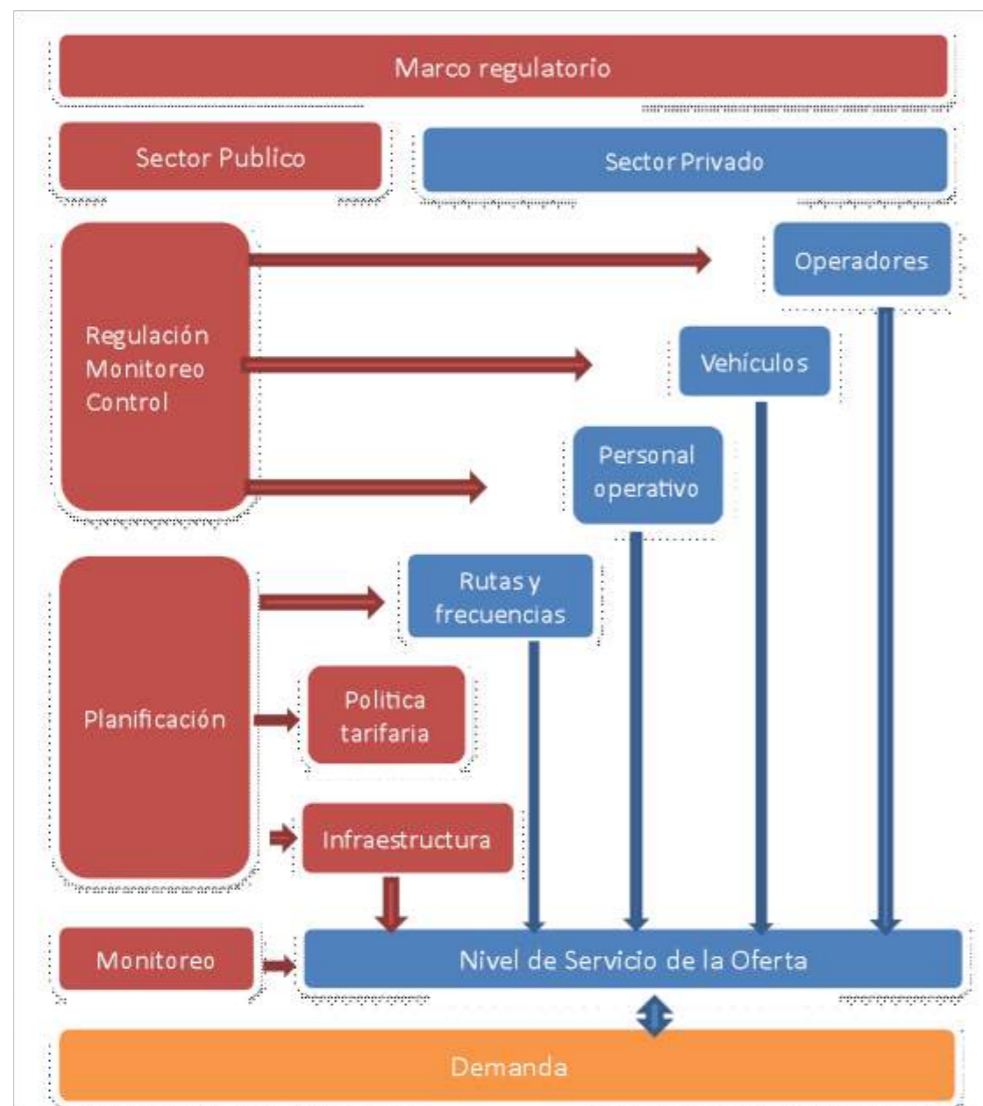 Marco regulatorio
Sector Publico
Sector Privado
Operadores
Regulación
Monitoreo
Control
Vehículos
Personal
operativo
Rutas y
frecuencias
Planificación
Politica
tarifaria
Infraestructura
Monitoreo
Nivel de Servicio de la Oferta
Demanda